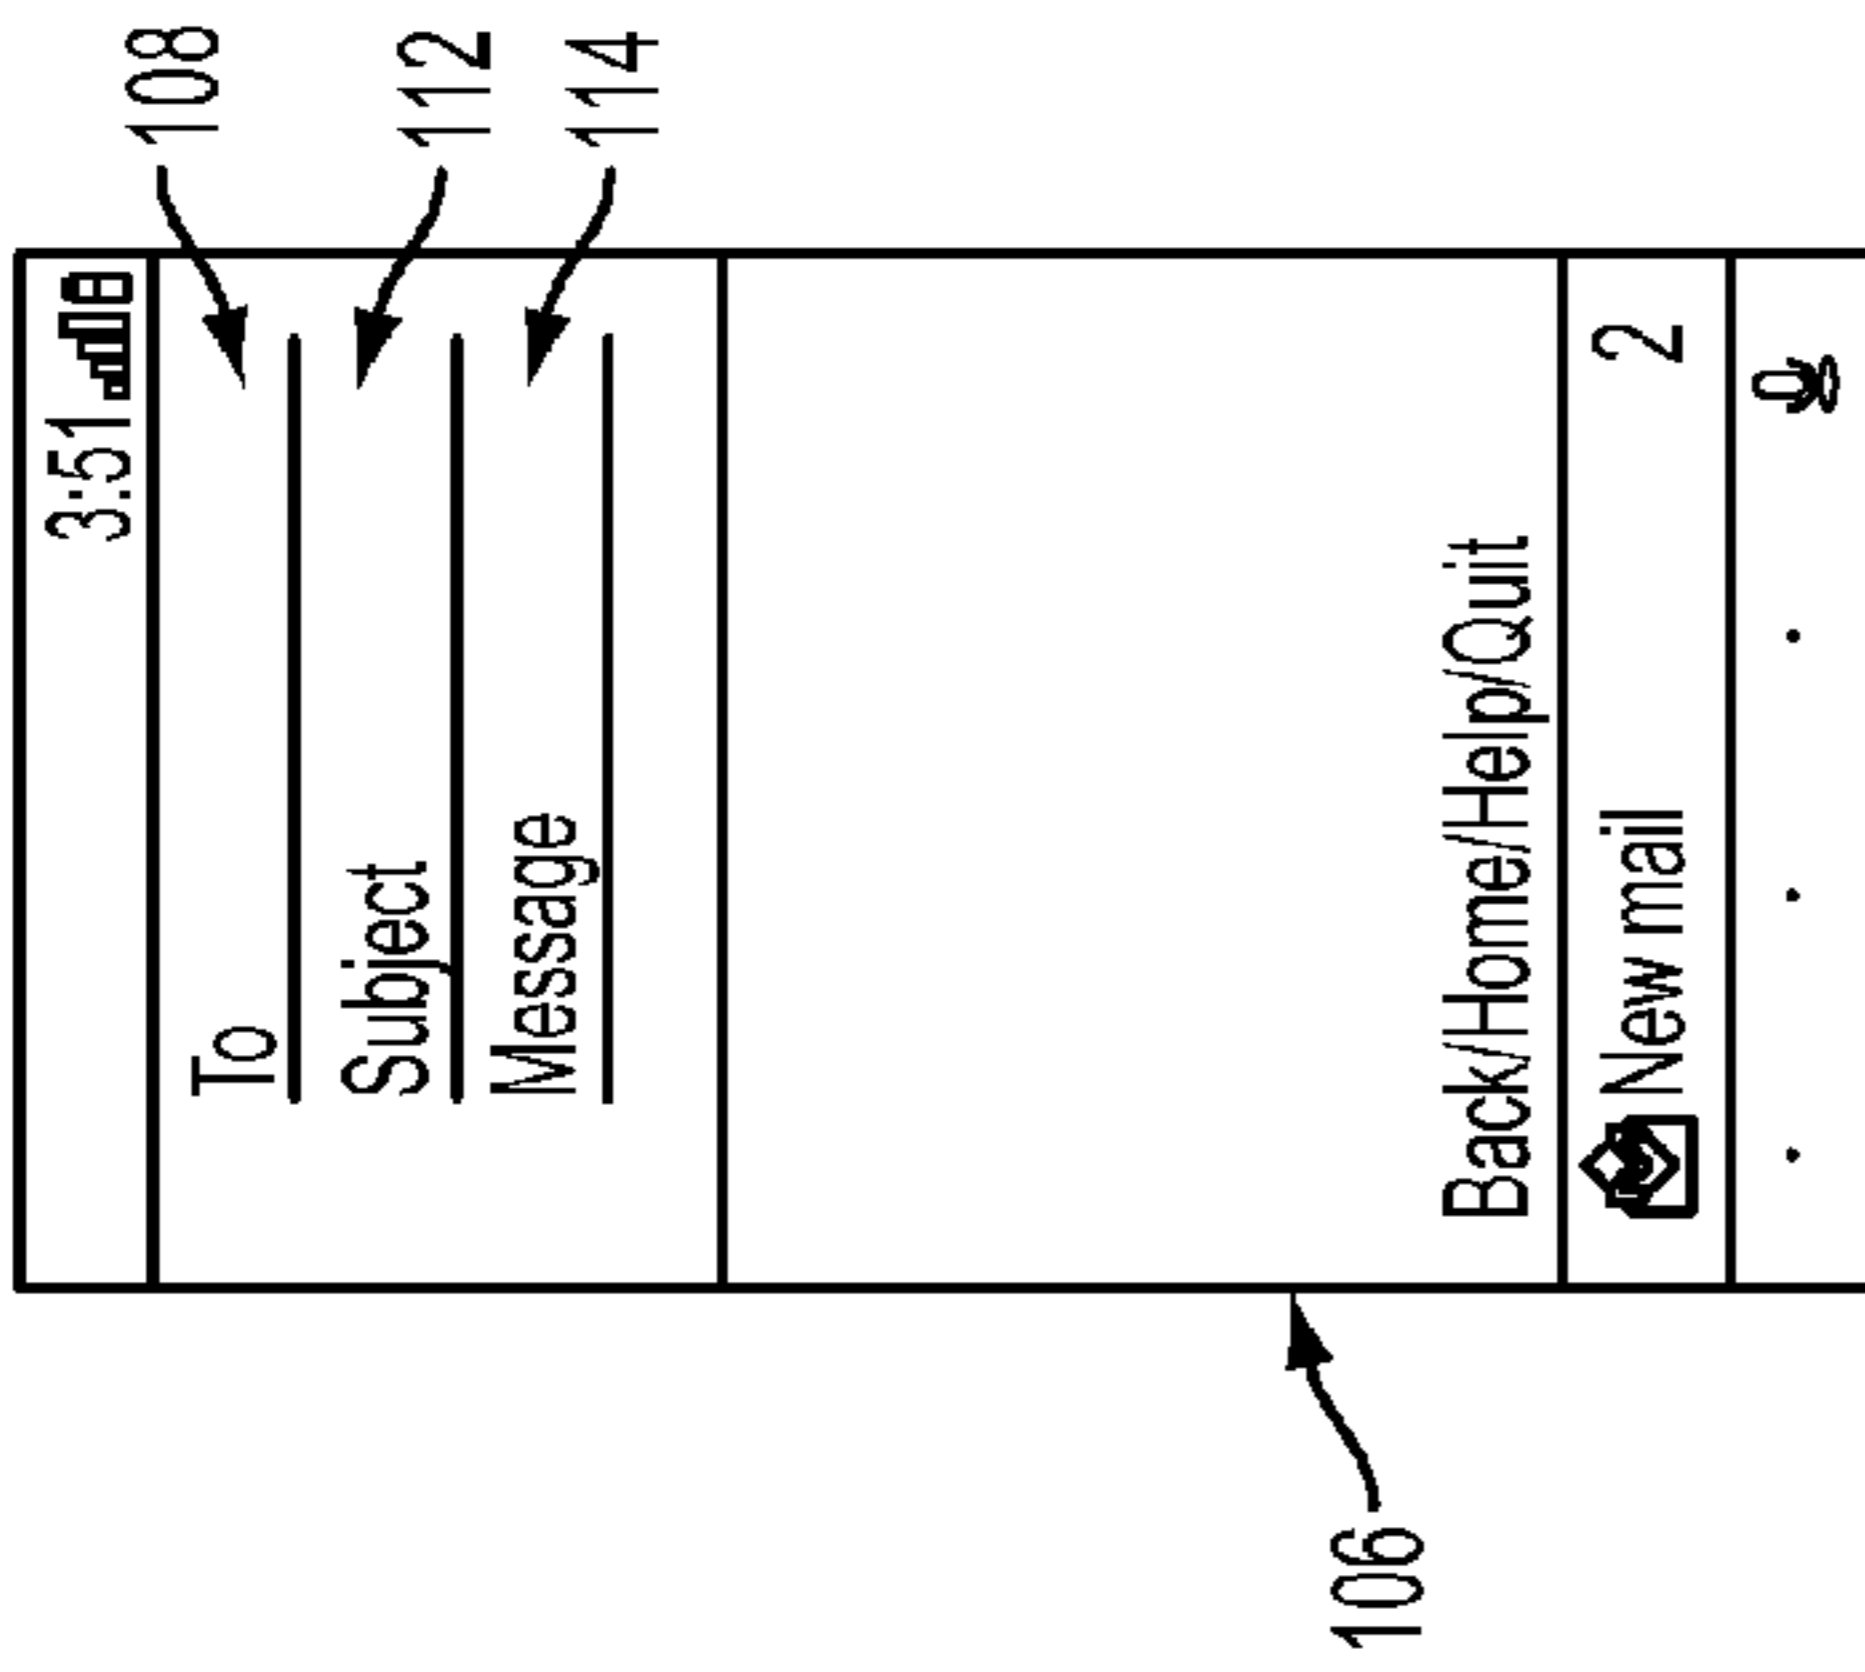 3:51
108
To
112
Subject
114
Message
106
Back/Home/Help/Quit
New mail 2